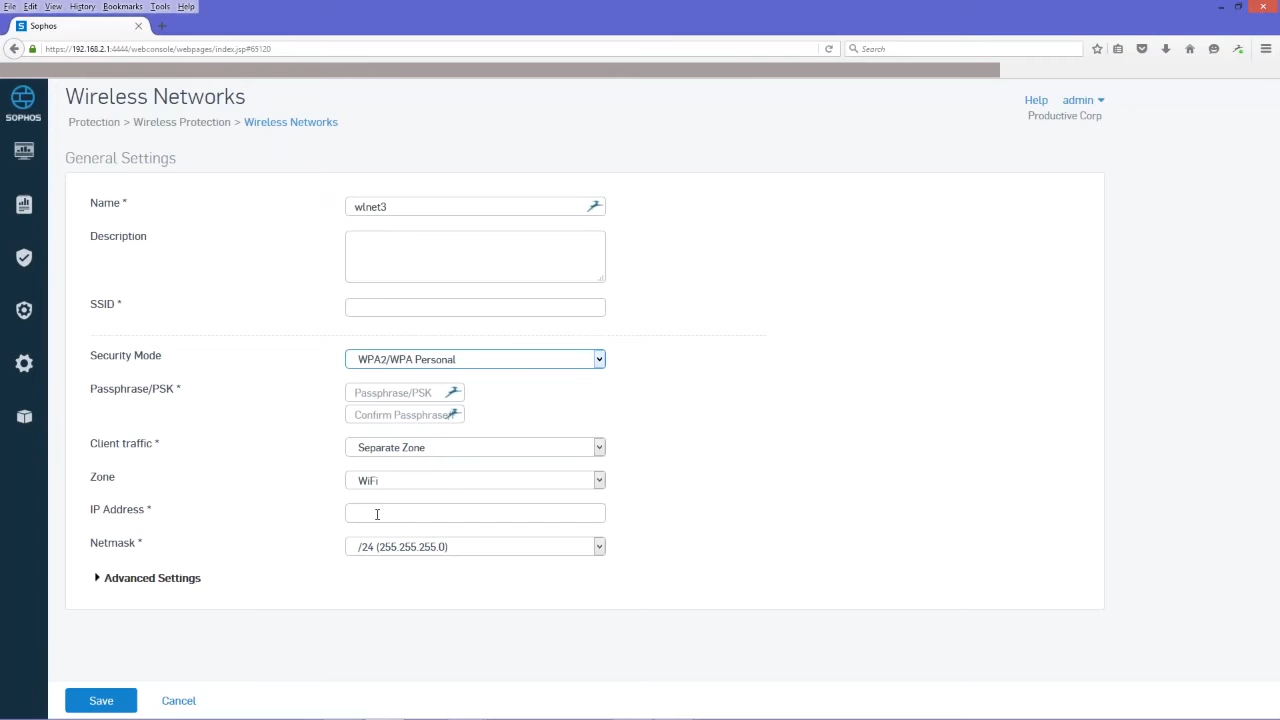 File Edit View History Bookmarks Tools Help
Sophos
https://192.168.2.1:4444/webconsole/webpages/index.jsp#65120
Search
Wireless Networks
Help admin
SOPHOS
Protection > Wireless Protection > Wireless Networks
Productive Corp
General Settings
Name *
wlnet3
Description
SSID *
Security Mode
WPA2/WPA Personal
Passphrase/PSK *
Passphrase/PSK
Confirm Passphrase/
Client traffic *
Separate Zone
Zone
WiFi
IP Address *
Netmask *
/24 (255.255.255.0)
Advanced Settings
Save
Cancel